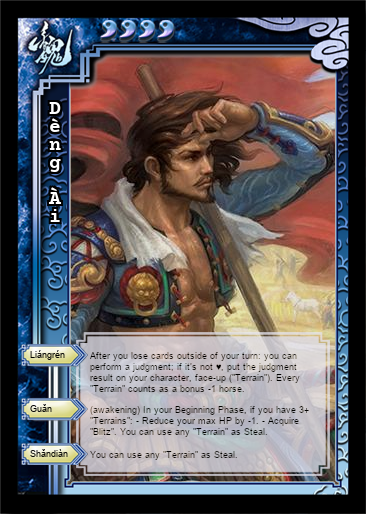 魏
Dèng Ài
Liángrén
After you lose cards outside of your turn: you can
perform a judgment; if it's not ♥, put the judgment
result on your character, face-up ("Terrain"). Every
"Terrain" counts as a bonus -1 horse.
Guǎn
(awakening) In your Beginning Phase, if you have 3+
"Terrains": - Reduce your max HP by -1. - Acquire
"Blitz". You can use any "Terrain" as Steal.
Shǎndiàn
You can use any "Terrain" as Steal.